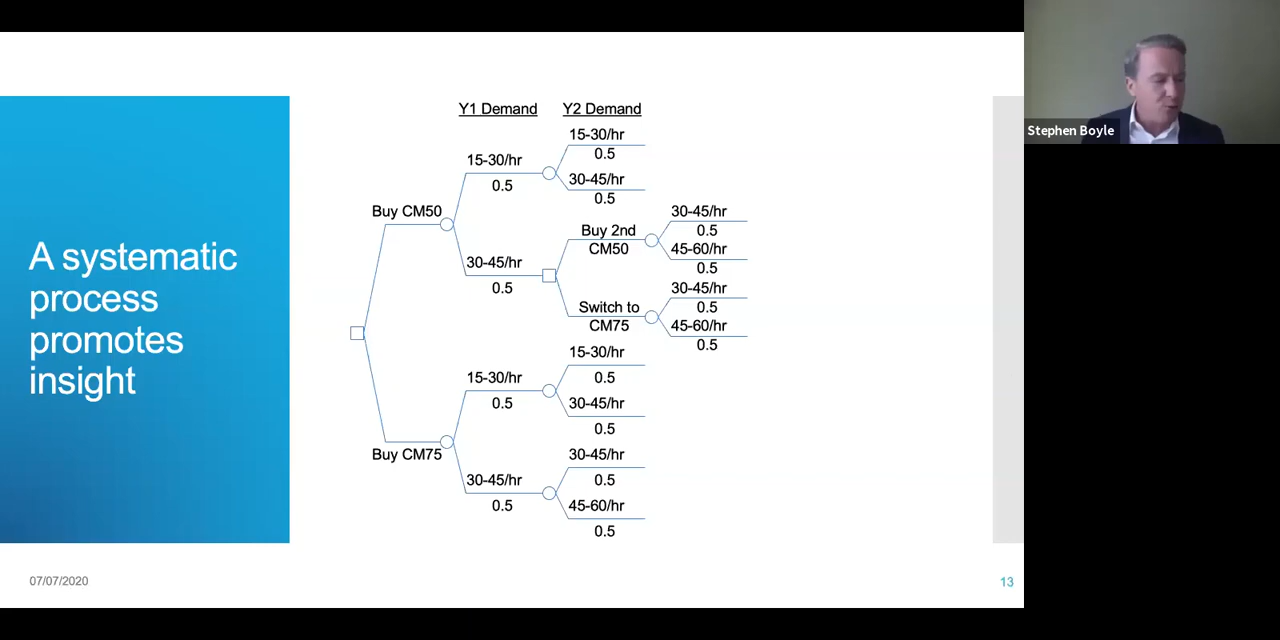 A systematic
process
promotes
insight
Y1 Demand
Y2 Demand
15-30/hr
0.5
30-45/hr
0.5
15-30/hr
0.5
Buy CM50
30-45/hr
0.5
Buy 2nd
CM50
30-45/hr
0.5
45-60/hr
0.5
Switch to
CM75
30-45/hr
0.5
45-60/hr
0.5
Buy CM75
15-30/hr
0.5
15-30/hr
0.5
30-45/hr
0.5
30-45/hr
0.5
30-45/hr
0.5
45-60/hr
0.5
07/07/2020
13
Stephen Boyle